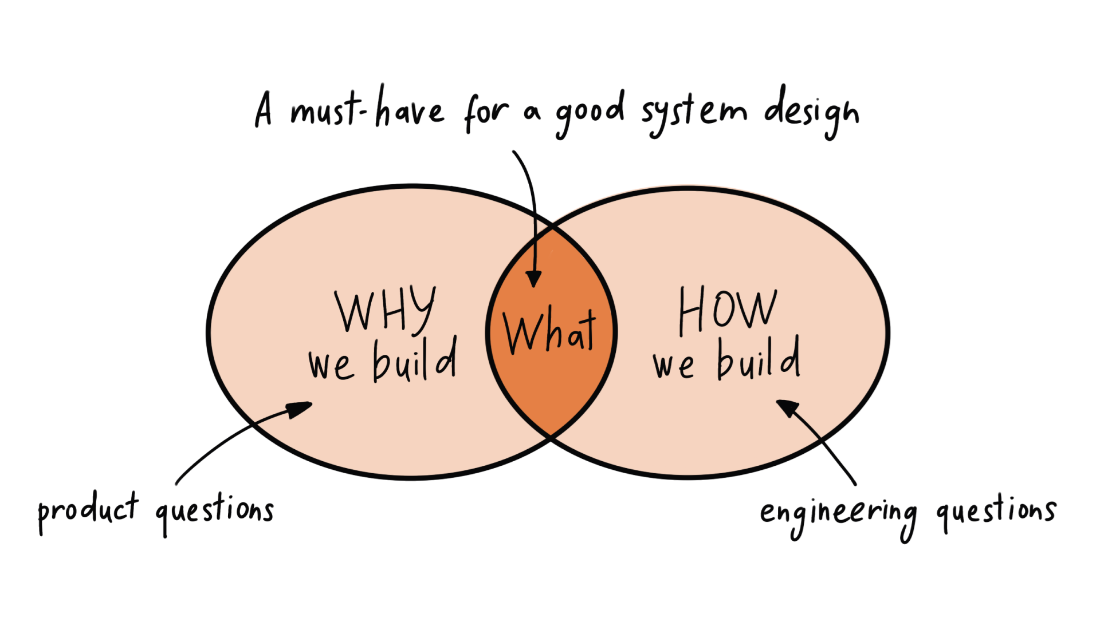 A must-have for a good system design
WHY
we build
What
HOW
we build
product questions
engineering questions